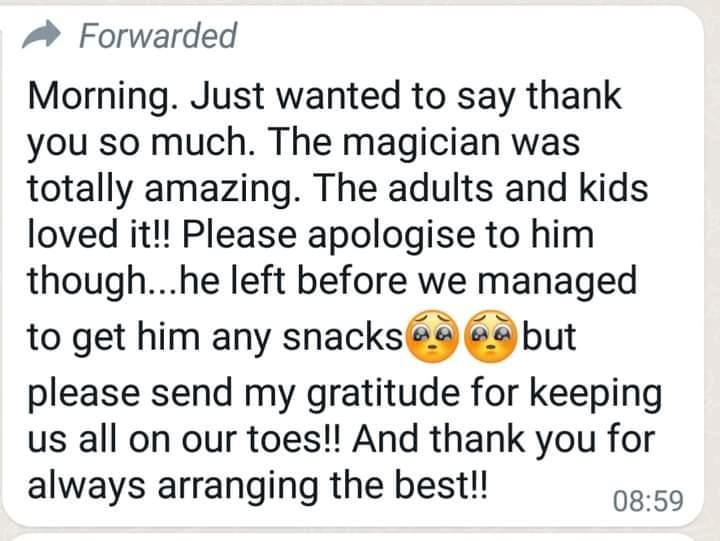 Forwarded
Morning. Just wanted to say thank
you so much. The magician was
totally amazing. The adults and kids
loved it!! Please apologise to him
though...he left before we managed
to get him any snacks🥺🥺but
please send my gratitude for keeping
us all on our toes!! And thank you for
always arranging the best!!
08:59